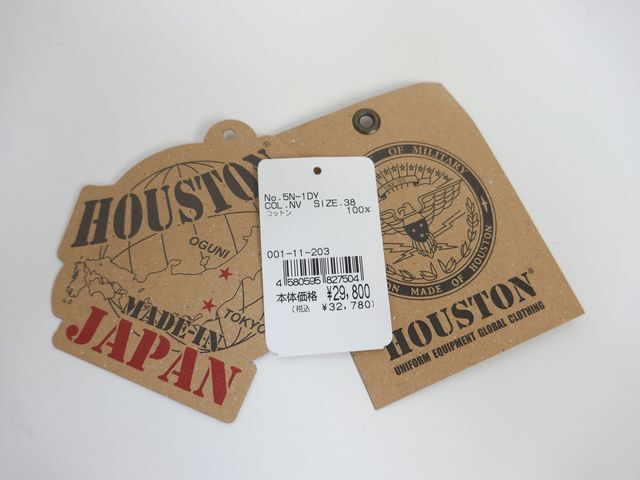 HOUSTON
OGUNI
TOKYO
MADE-IN
JAPAN
No.5N-1DY
COL.NV SIZE.38
コットン 100%
001-11-203
4 580595 827504
本体価格 ¥29,800
(税込 ¥32,780)
OF MILITARY
ON MADE OF HOUSTON
HOUSTON®
UNIFORM EQUIPMENT GLOBAL CLOTHING